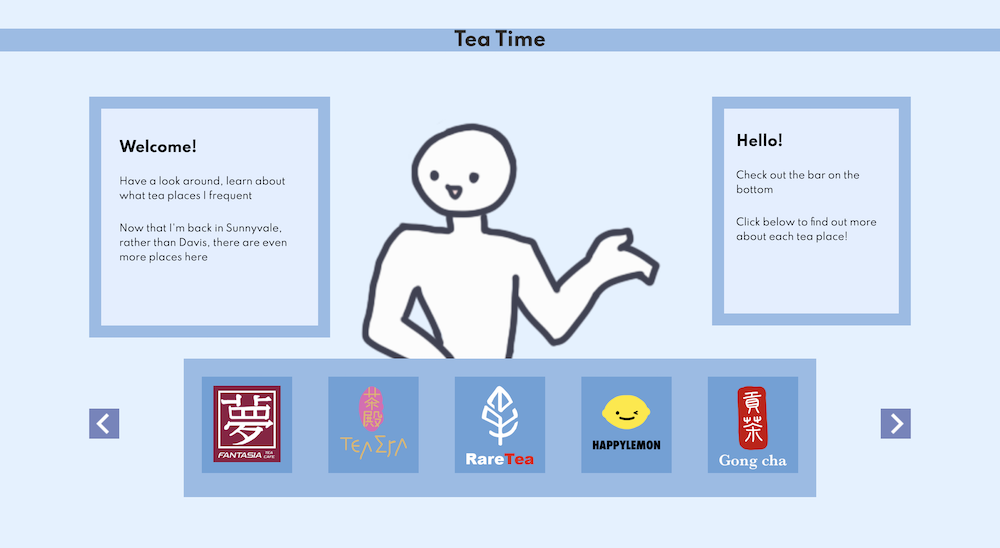 Tea Time
Welcome!
Have a look around, learn about
what tea places I frequent
Now that I'm back in Sunnyvale,
rather than Davis, there are even
more places here
Hello!
Check out the bar on the
bottom
Click below to find out more
about each tea place!
夢
FANTASIA TEA CAFE
茶殿
TEA ΣRA
RareTea
HAPPYLEMON
貢茶
Gong cha